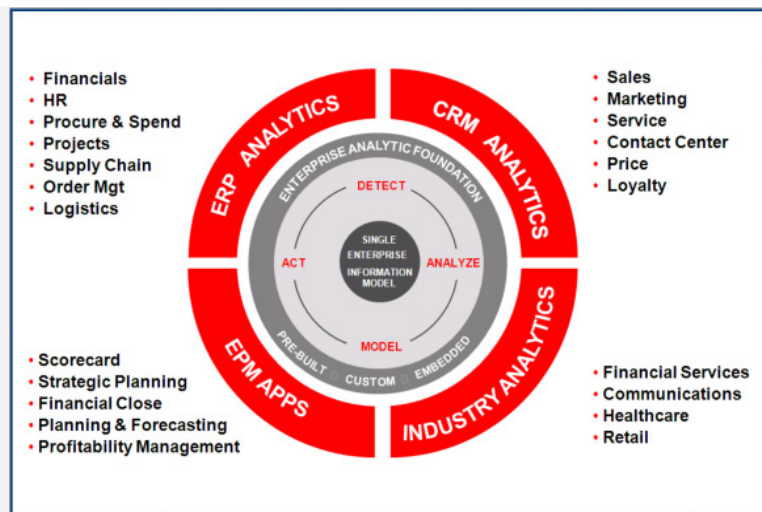 • Financials
• HR
• Procure & Spend
• Projects
• Supply Chain
• Order Mgt
• Logistics
• Sales
• Marketing
• Service
• Contact Center
• Price
• Loyalty
ERP ANALYTICS
CRM ANALYTICS
ENTERPRISE ANALYTIC FOUNDATION
DETECT
SINGLE
ENTERPRISE
INFORMATION
MODEL
ACT
ANALYZE
MODEL
PRE-BUILT □ CUSTOM □ EMBEDDED
EPM APPS
INDUSTRY ANALYTICS
• Scorecard
• Strategic Planning
• Financial Close
• Planning & Forecasting
• Profitability Management
• Financial Services
• Communications
• Healthcare
• Retail